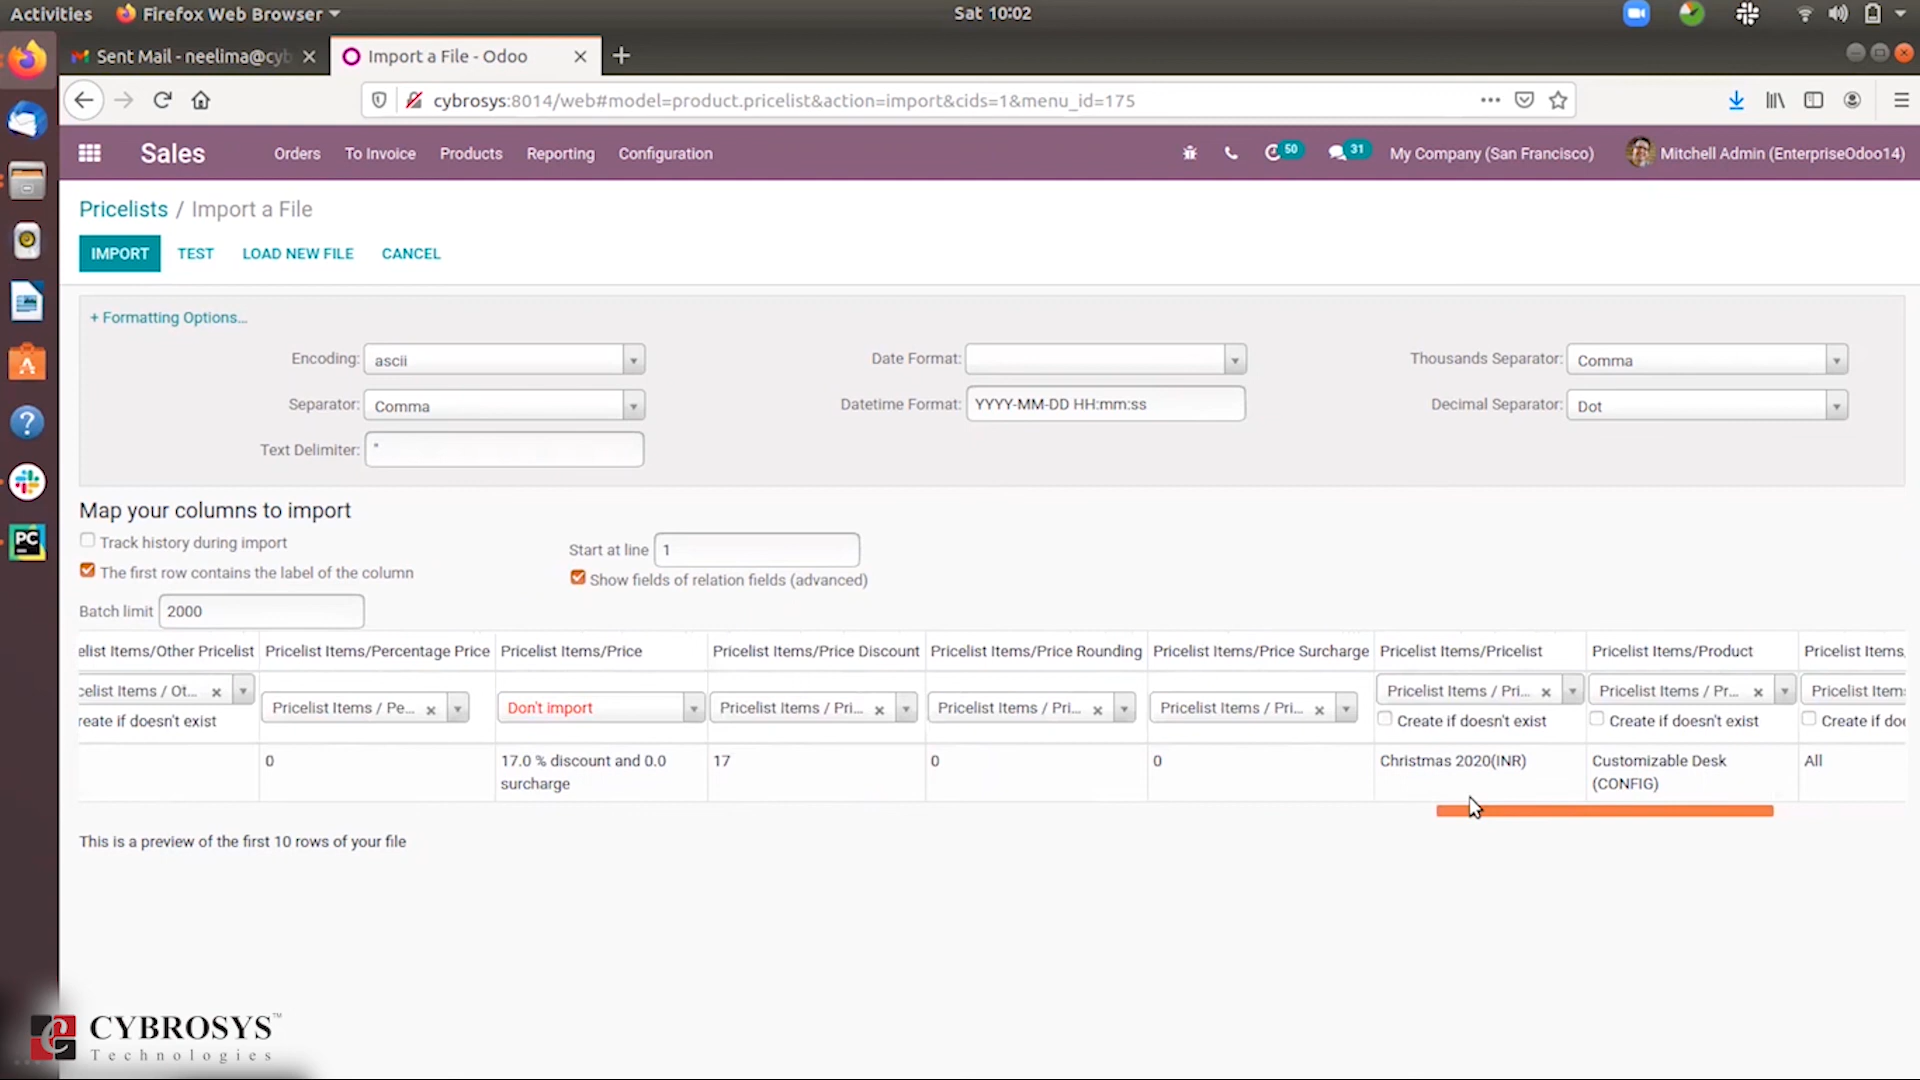 Activities Firefox Web Browser Sat 10:02
Sent Mail - neelima@cyb Import a File - Odoo
cybrosys:8014/web#model=product.pricelist&action=import&cids=1&menu_id=175
Sales Orders To Invoice Products Reporting Configuration 50 31 My Company (San Francisco) Mitchell Admin (EnterpriseOdoo14)
Pricelists / Import a File
IMPORT TEST LOAD NEW FILE CANCEL
+ Formatting Options...
Encoding: ascii Date Format: Thousands Separator: Comma
Separator: Comma Datetime Format: YYYY-MM-DD HH:mm:ss Decimal Separator: Dot
Text Delimiter: "
Map your columns to import
Track history during import Start at line 1
The first row contains the label of the column Show fields of relation fields (advanced)
Batch limit 2000
elist Items/Other Pricelist Pricelist Items/Percentage Price Pricelist Items/Price Pricelist Items/Price Discount Pricelist Items/Price Rounding Pricelist Items/Price Surcharge Pricelist Items/Pricelist Pricelist Items/Product Pricelist Items,
celist Items / Ot... Pricelist Items / Pe... Don't import Pricelist Items / Pri... Pricelist Items / Pri... Pricelist Items / Pri... Pricelist Items / Pri... Pricelist Items / Pr... Pricelist Items
reate if doesn't exist Create if doesn't exist Create if doesn't exist Create if do
0 17.0 % discount and 0.0 17 0 0 Christmas 2020(INR) Customizable Desk All
surcharge (CONFIG)
This is a preview of the first 10 rows of your file
PC
CYBROSYS™
Technologies